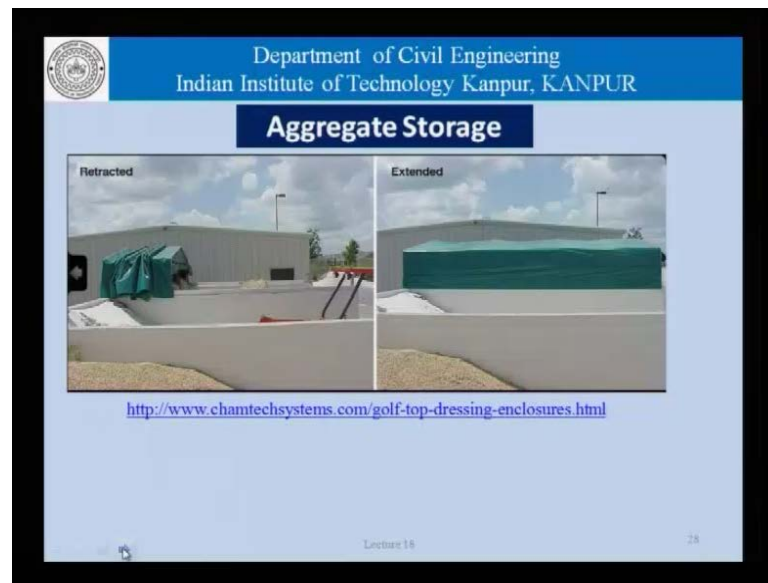 Department of Civil Engineering
Indian Institute of Technology Kanpur, KANPUR
Aggregate Storage
Retracted
Extended
http://www.chamtechsystems.com/golf-top-dressing-enclosures.html
Lecture 18
28